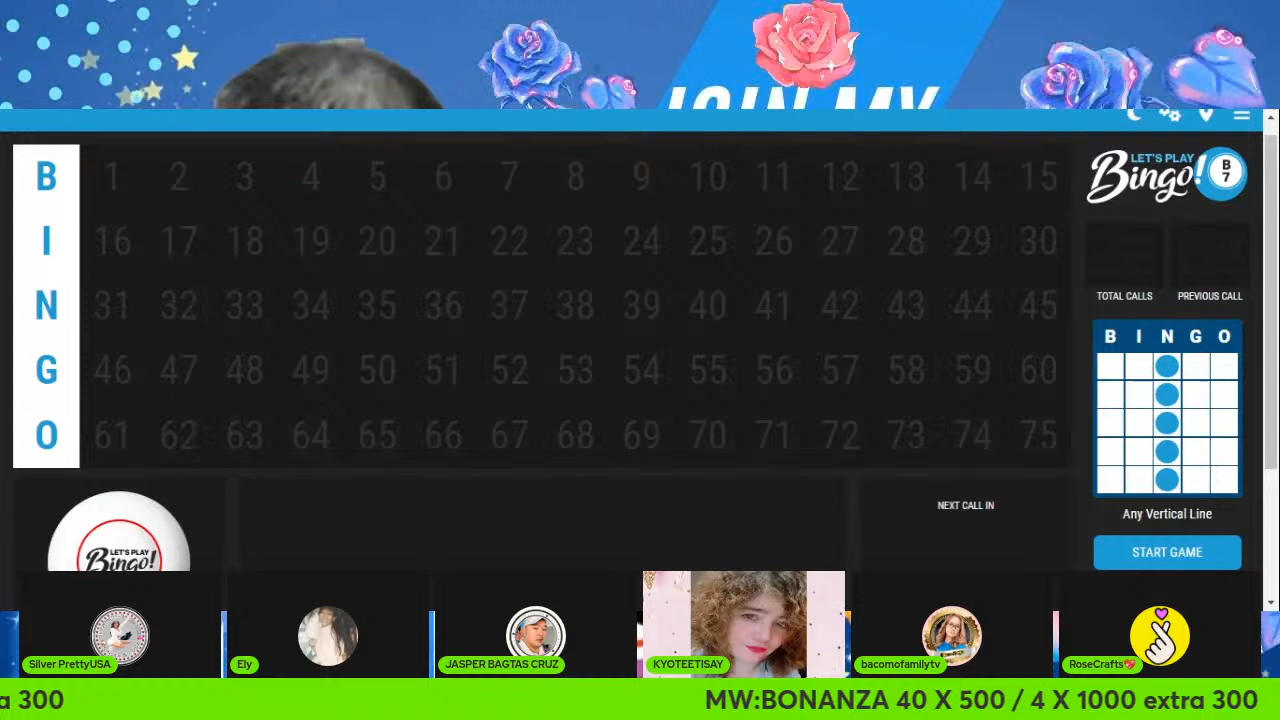 JOIN MY
B 1 2 3 4 5 6 7 8 9 10 11 12 13 14 15
I 16 17 18 19 20 21 22 23 24 25 26 27 28 29 30
N 31 32 33 34 35 36 37 38 39 40 41 42 43 44 45
G 46 47 48 49 50 51 52 53 54 55 56 57 58 59 60
O 61 62 63 64 65 66 67 68 69 70 71 72 73 74 75
LET'S PLAY
Bingo!
B
7
TOTAL CALLS PREVIOUS CALL
B I N G O
Any Vertical Line
START GAME
NEXT CALL IN
LET'S PLAY
Bingo!
Silver PrettyUSA
Ely
JASPER BAGTAS CRUZ
KYOTEETISAY
bacomofamilytv
RoseCrafts💖
a 300 MW:BONANZA 40 X 500 / 4 X 1000 extra 300